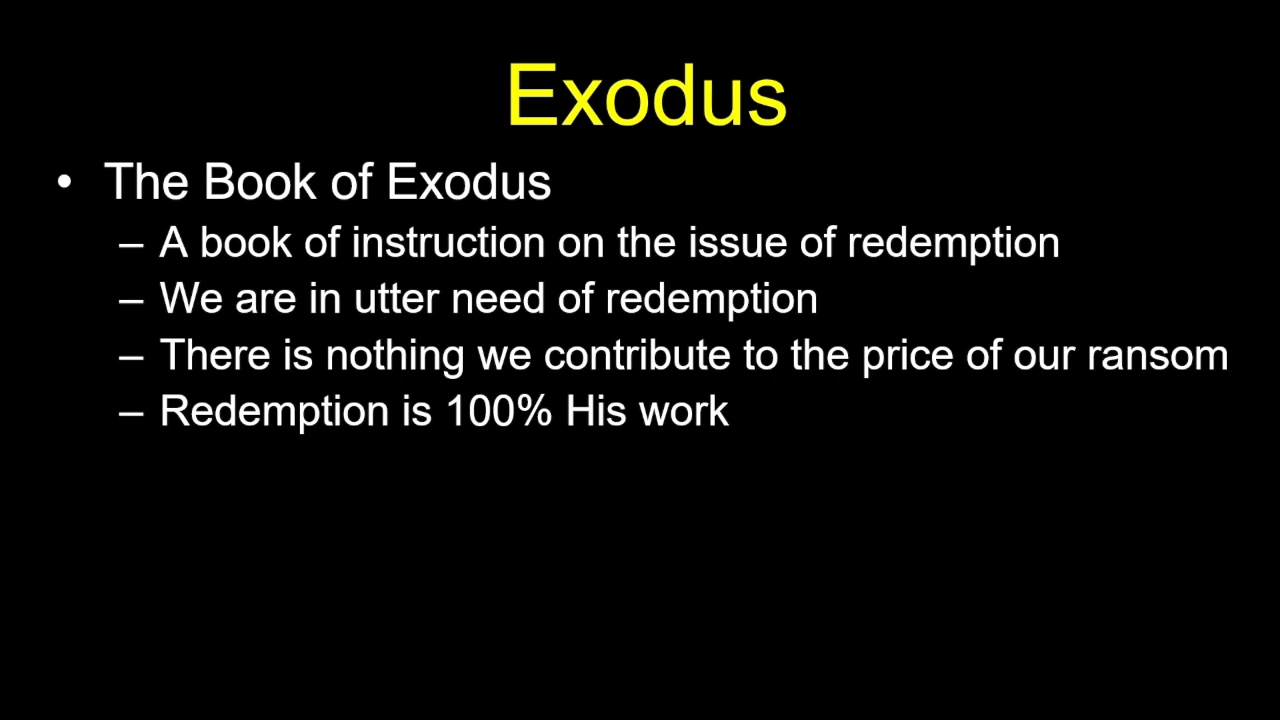 Exodus
• The Book of Exodus
– A book of instruction on the issue of redemption
– We are in utter need of redemption
– There is nothing we contribute to the price of our ransom
– Redemption is 100% His work